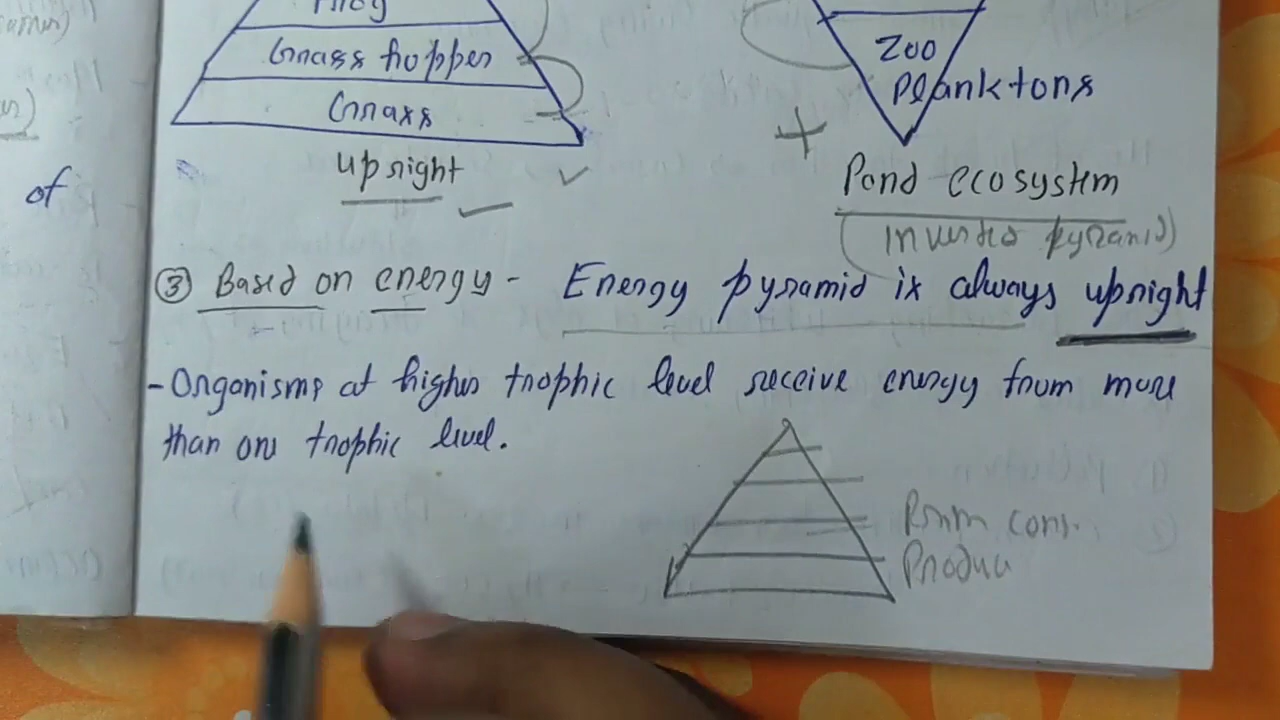 Frog
Grass hopper
Grass
Upright
Zoo
Planktons
Pond ecosystem
(inverted pyramid)
of
③ Based on energy - Energy pyramid is always upright
- Organisms at higher trophic level receive energy from more
than one trophic level.
Prim cons.
Produc